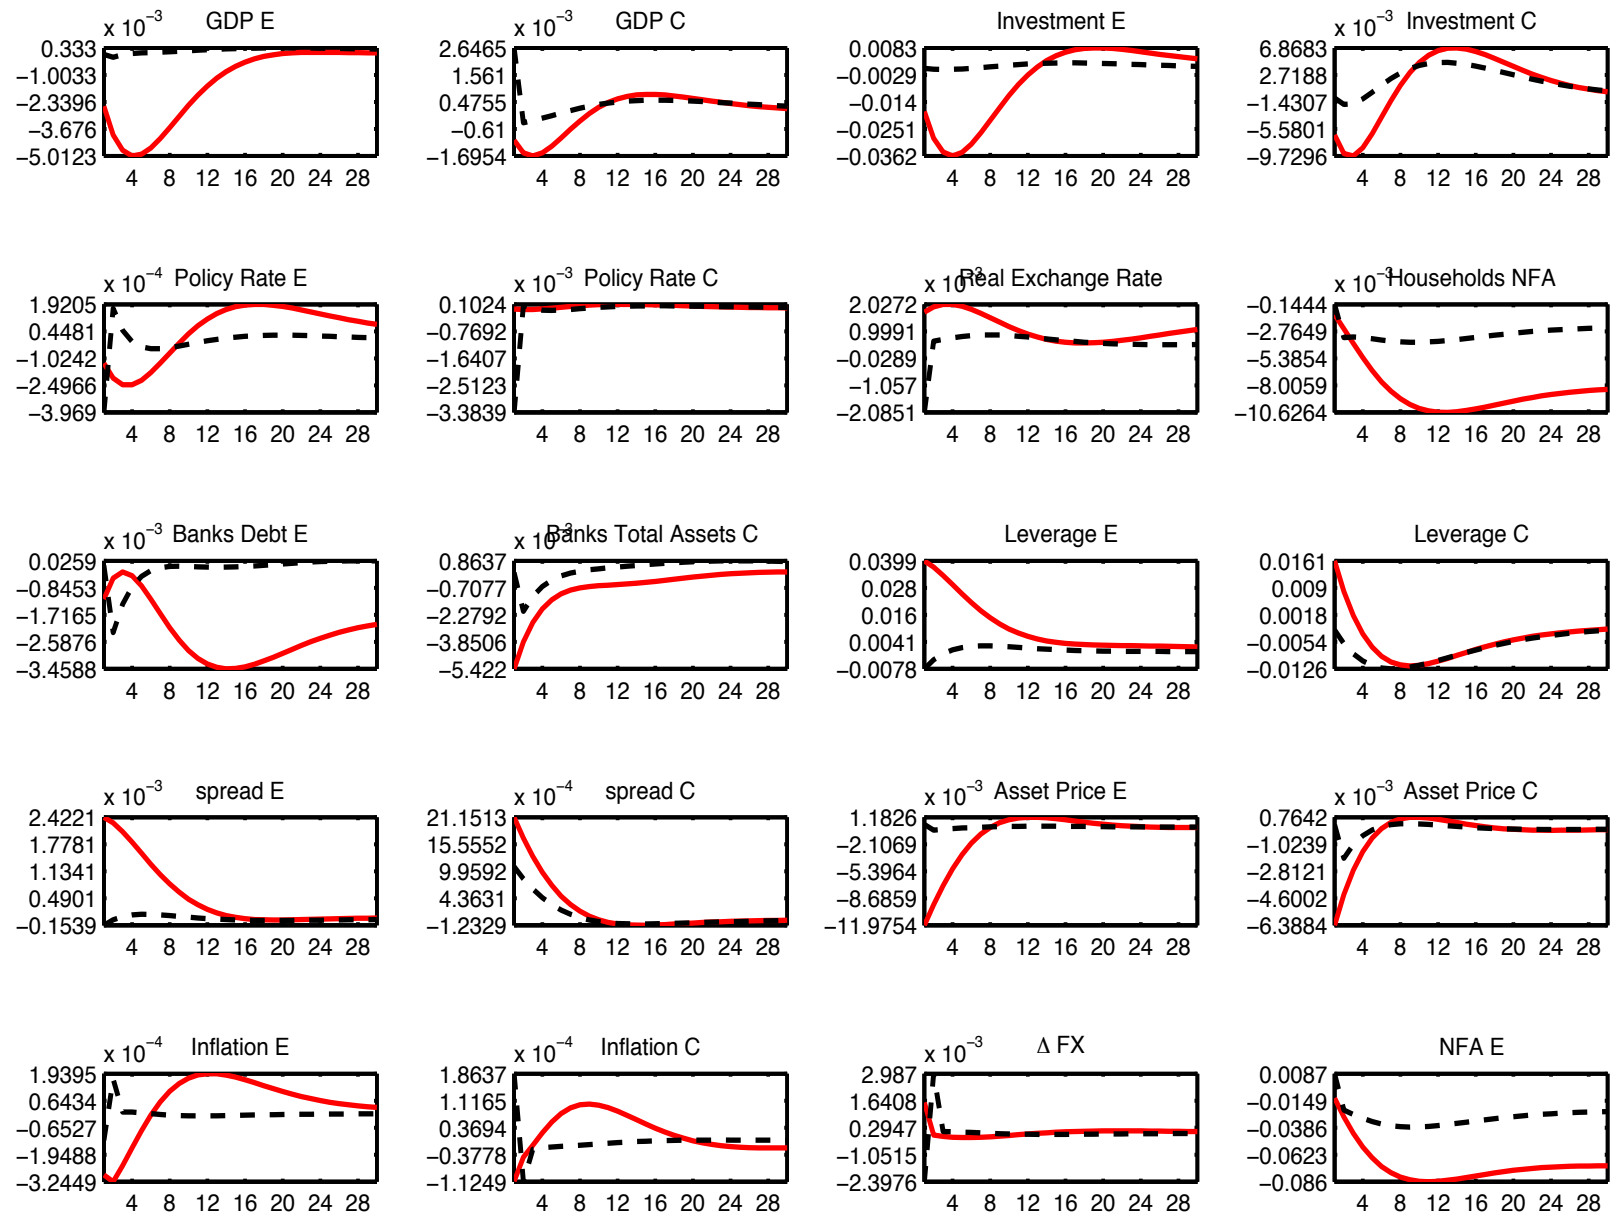 x 10⁻³ GDP E
0.333
−1.0033
−2.3396
−3.676
−5.0123
4 8 12 16 20 24 28
x 10⁻³ GDP C
2.6465
1.561
0.4755
−0.61
−1.6954
4 8 12 16 20 24 28
Investment E
0.0083
−0.0029
−0.014
−0.0251
−0.0362
4 8 12 16 20 24 28
x 10⁻³ Investment C
6.8683
2.7188
−1.4307
−5.5801
−9.7296
4 8 12 16 20 24 28
x 10⁻⁴ Policy Rate E
1.9205
0.4481
−1.0242
−2.4966
−3.969
4 8 12 16 20 24 28
x 10⁻³ Policy Rate C
0.1024
−0.7692
−1.6407
−2.5123
−3.3839
4 8 12 16 20 24 28
x 10⁻³ Real Exchange Rate
2.0272
0.9991
−0.0289
−1.057
−2.0851
4 8 12 16 20 24 28
x 10⁻³ Households NFA
−0.1444
−2.7649
−5.3854
−8.0059
−10.6264
4 8 12 16 20 24 28
x 10⁻³ Banks Debt E
0.0259
−0.8453
−1.7165
−2.5876
−3.4588
4 8 12 16 20 24 28
x 10⁻³ Banks Total Assets C
0.8637
−0.7077
−2.2792
−3.8506
−5.422
4 8 12 16 20 24 28
Leverage E
0.0399
0.028
0.016
0.0041
−0.0078
4 8 12 16 20 24 28
Leverage C
0.0161
0.009
0.0018
−0.0054
−0.0126
4 8 12 16 20 24 28
x 10⁻³ spread E
2.4221
1.7781
1.1341
0.4901
−0.1539
4 8 12 16 20 24 28
x 10⁻⁴ spread C
21.1513
15.5552
9.9592
4.3631
−1.2329
4 8 12 16 20 24 28
x 10⁻³ Asset Price E
1.1826
−2.1069
−5.3964
−8.6859
−11.9754
4 8 12 16 20 24 28
x 10⁻³ Asset Price C
0.7642
−1.0239
−2.8121
−4.6002
−6.3884
4 8 12 16 20 24 28
x 10⁻⁴ Inflation E
1.9395
0.6434
−0.6527
−1.9488
−3.2449
4 8 12 16 20 24 28
x 10⁻⁴ Inflation C
1.8637
1.1165
0.3694
−0.3778
−1.1249
4 8 12 16 20 24 28
x 10⁻³ Δ FX
2.987
1.6408
0.2947
−1.0515
−2.3976
4 8 12 16 20 24 28
NFA E
0.0087
−0.0149
−0.0386
−0.0623
−0.086
4 8 12 16 20 24 28